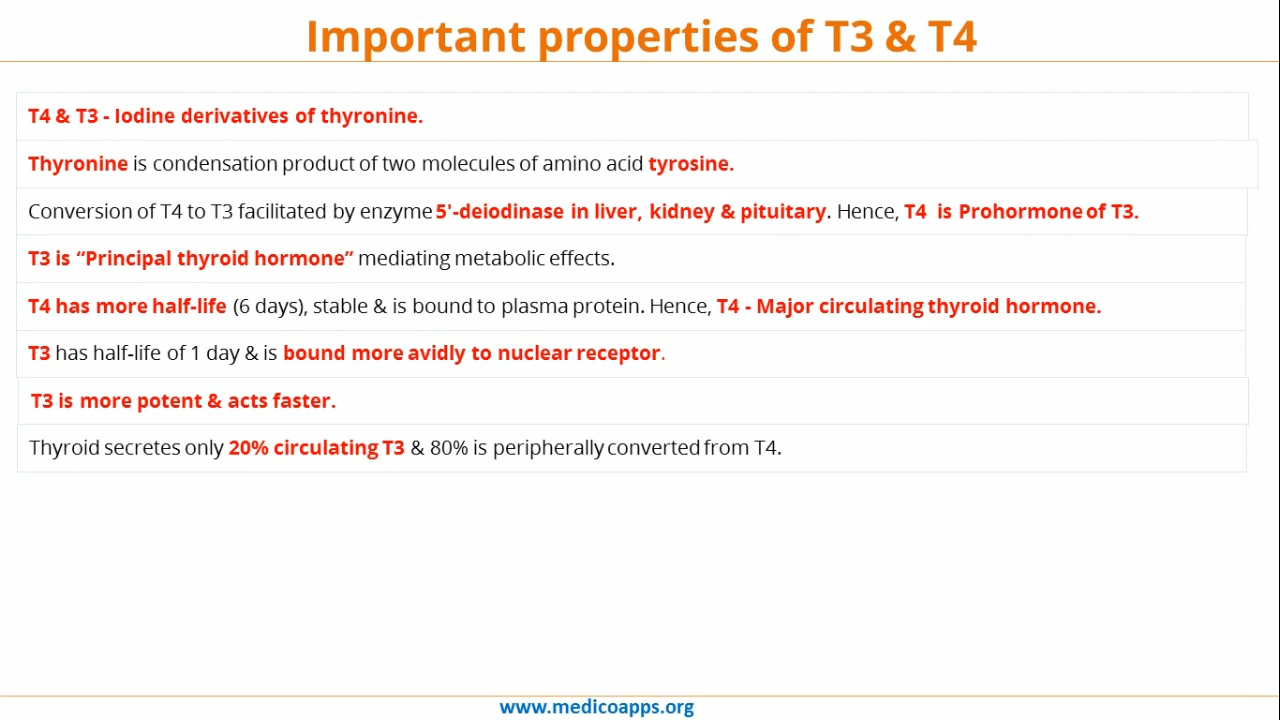 Important properties of T3 & T4
T4 & T3 - Iodine derivatives of thyronine.
Thyronine is condensation product of two molecules of amino acid tyrosine.
Conversion of T4 to T3 facilitated by enzyme 5'-deiodinase in liver, kidney & pituitary. Hence, T4 is Prohormone of T3.
T3 is “Principal thyroid hormone” mediating metabolic effects.
T4 has more half-life (6 days), stable & is bound to plasma protein. Hence, T4 - Major circulating thyroid hormone.
T3 has half-life of 1 day & is bound more avidly to nuclear receptor.
T3 is more potent & acts faster.
Thyroid secretes only 20% circulating T3 & 80% is peripherally converted from T4.
www.medicoapps.org